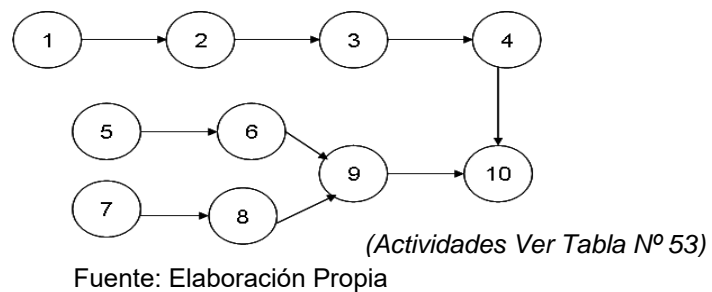 1 2 3 4
5 6
9 10
7 8
(Actividades Ver Tabla Nº 53)
Fuente: Elaboración Propia